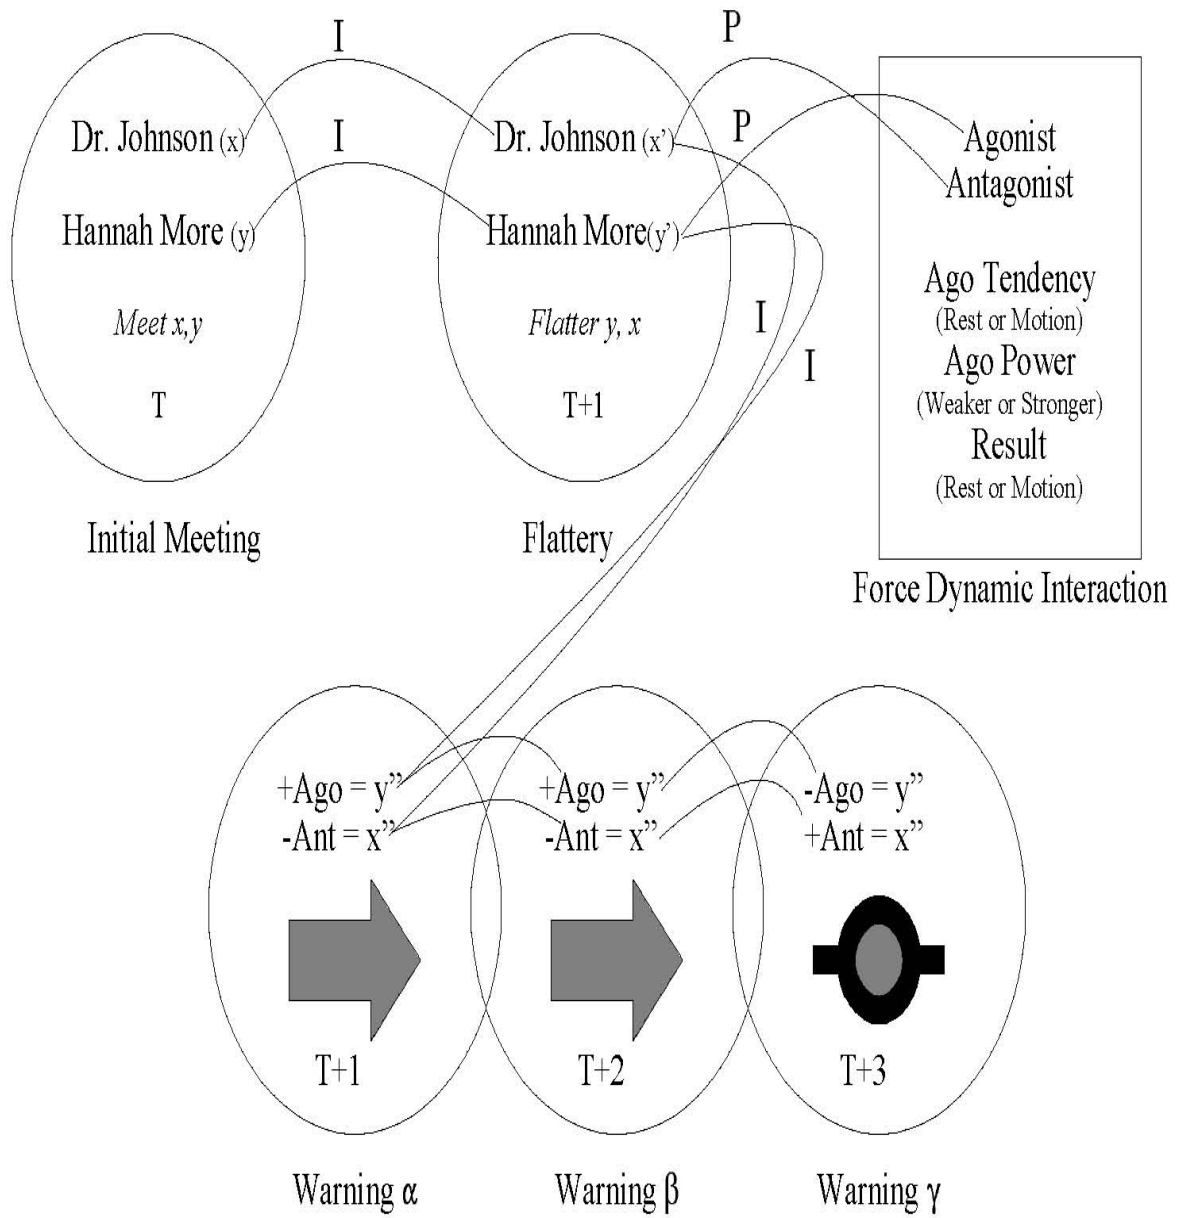 I
I
P
P
Dr. Johnson (x)
Hannah More (y)
Meet x,y
T
Initial Meeting
Dr. Johnson (x’)
Hannah More(y’)
Flatter y, x
T+1
Flattery
I
I
Agonist
Antagonist
Ago Tendency
(Rest or Motion)
Ago Power
(Weaker or Stronger)
Result
(Rest or Motion)
Force Dynamic Interaction
+Ago = y”
-Ant = x”
T+1
Warning α
+Ago = y”
-Ant = x”
T+2
Warning β
-Ago = y”
+Ant = x”
T+3
Warning γ